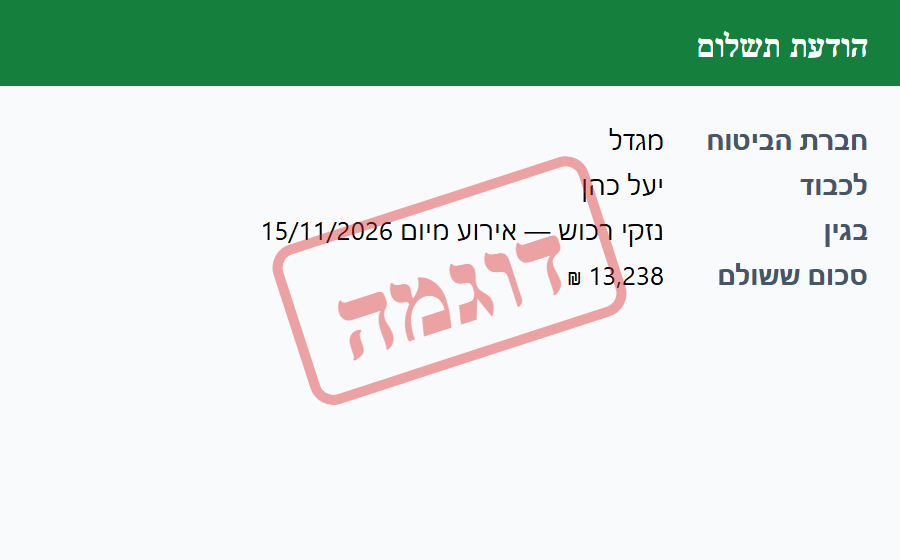 הודעת תשלום
חברת הביטוח מגדל
לכבוד יעל כהן
בגין נזקי רכוש — אירוע מיום 15/11/2026
סכום ששולם 13,238 ₪
דוגמה